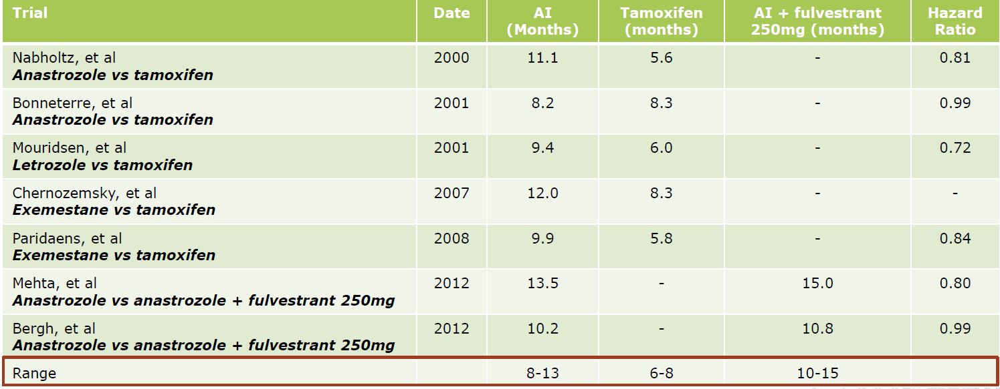 Trial Date AI (Months) Tamoxifen (months) AI + fulvestrant 250mg (months) Hazard Ratio
Nabholtz, et al 2000 11.1 5.6 - 0.81
Anastrozole vs tamoxifen
Bonneterre, et al 2001 8.2 8.3 - 0.99
Anastrozole vs tamoxifen
Mouridsen, et al 2001 9.4 6.0 - 0.72
Letrozole vs tamoxifen
Chernozemsky, et al 2007 12.0 8.3 - -
Exemestane vs tamoxifen
Paridaens, et al 2008 9.9 5.8 - 0.84
Exemestane vs tamoxifen
Mehta, et al 2012 13.5 - 15.0 0.80
Anastrozole vs anastrozole + fulvestrant 250mg
Bergh, et al 2012 10.2 - 10.8 0.99
Anastrozole vs anastrozole + fulvestrant 250mg
Range 8-13 6-8 10-15